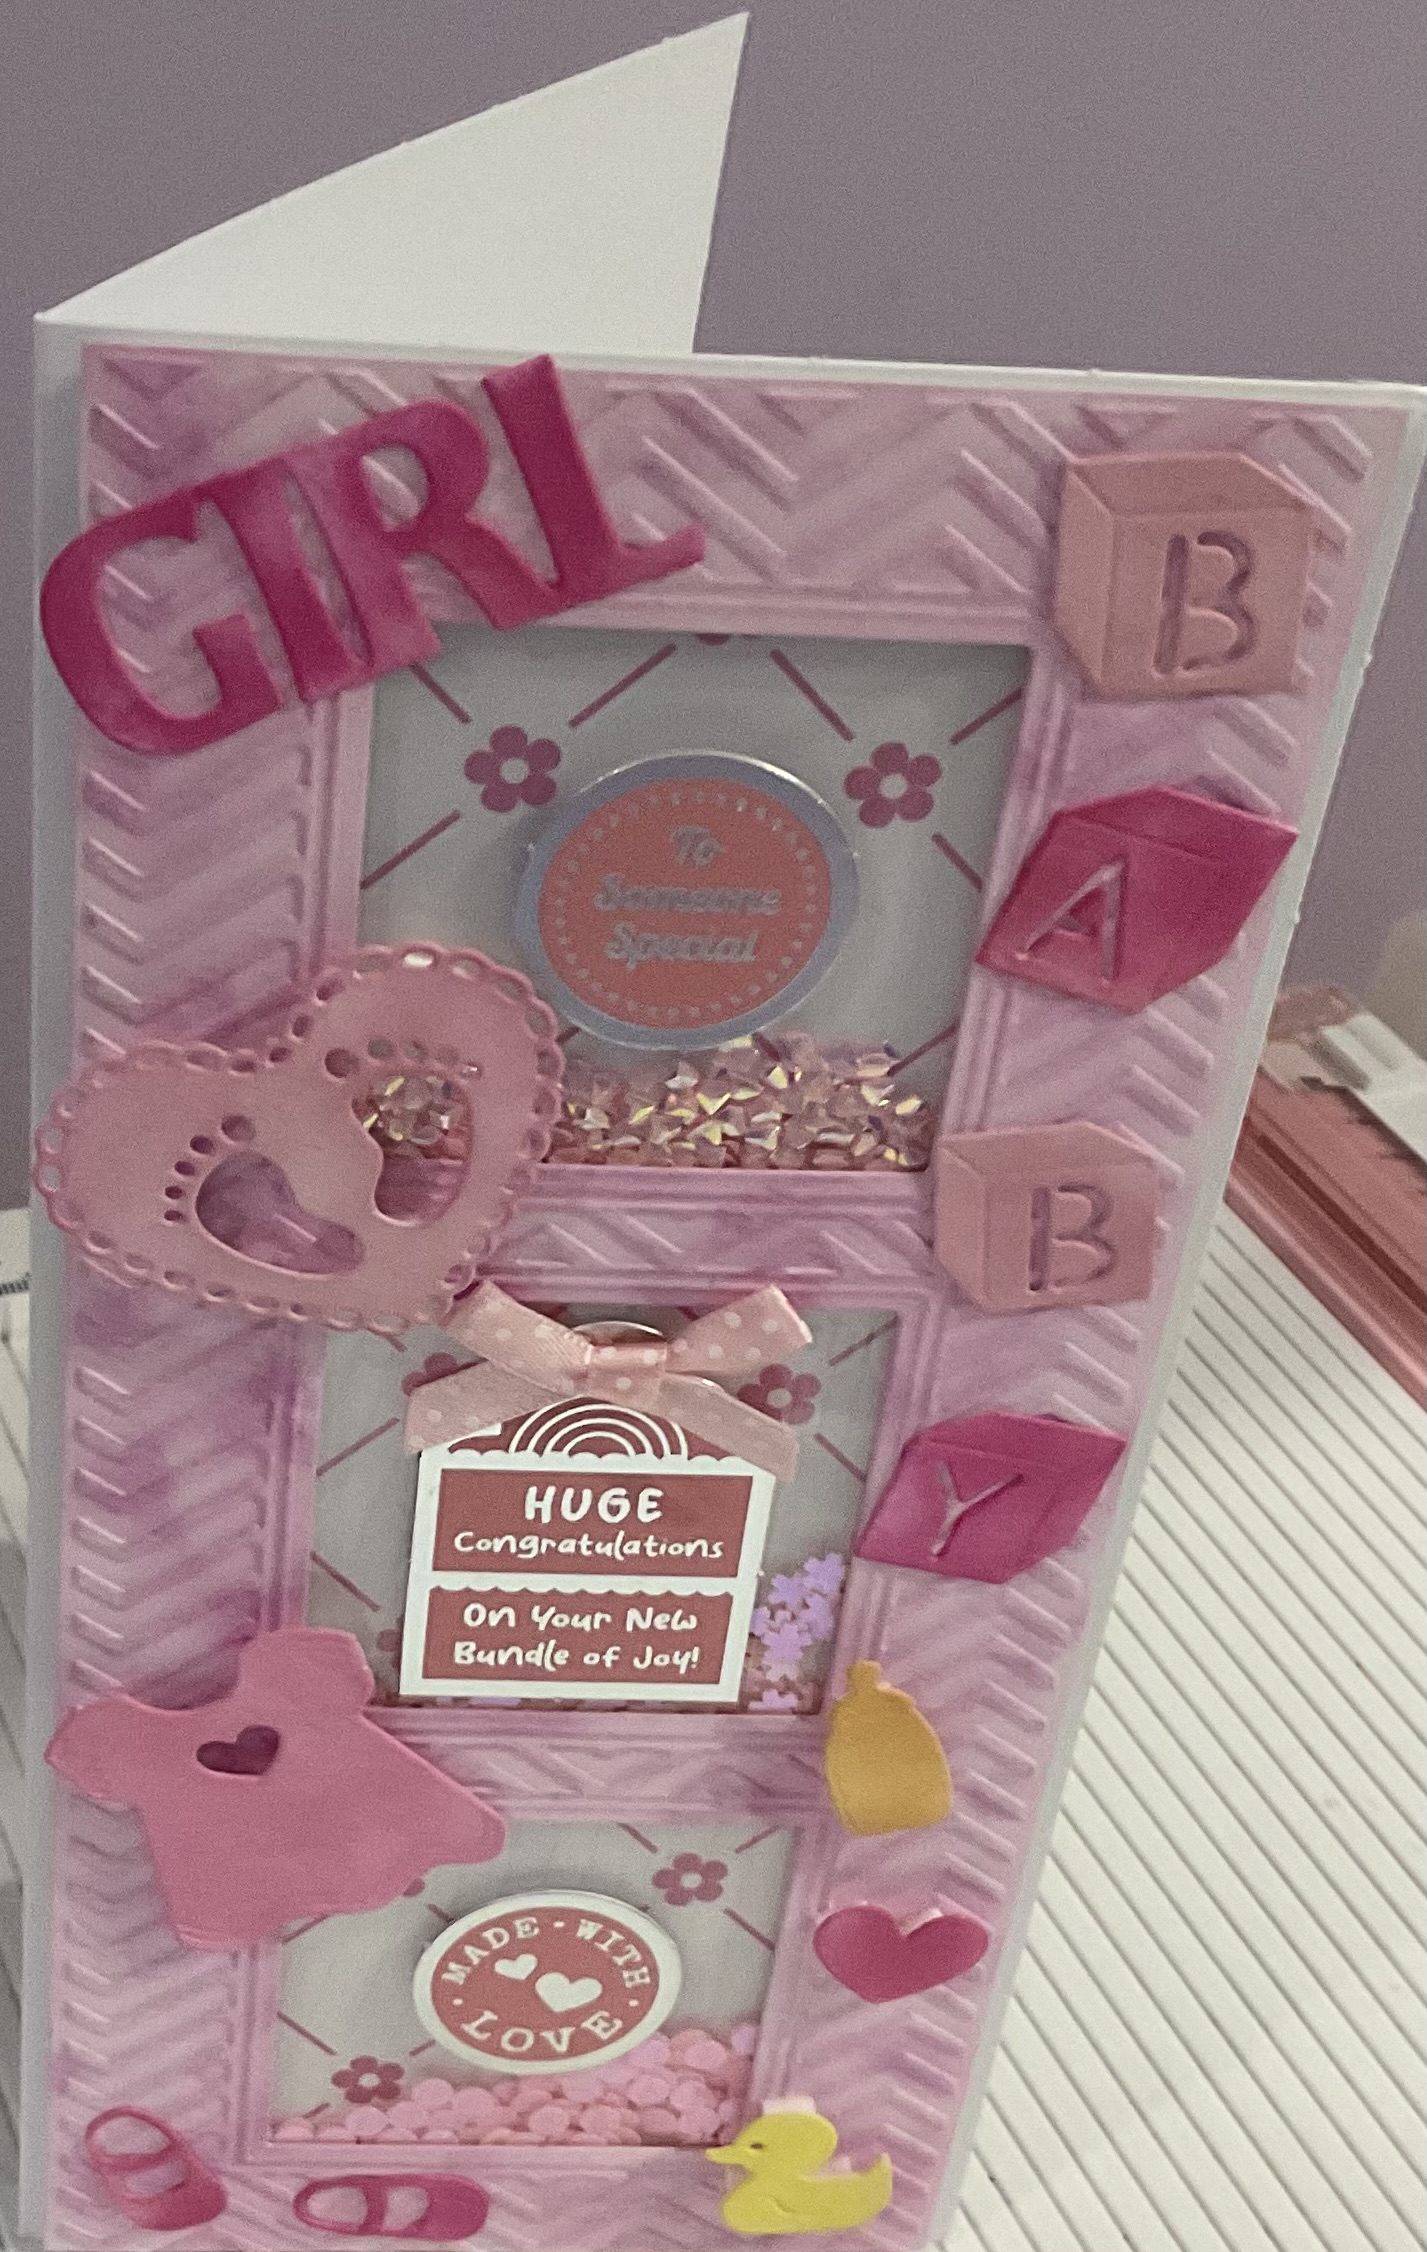 GIRL
B
A
B
Y
To
Someone
Special
HUGE
Congratulations
On Your New
Bundle of Joy!
MADE · WITH
· LOVE ·